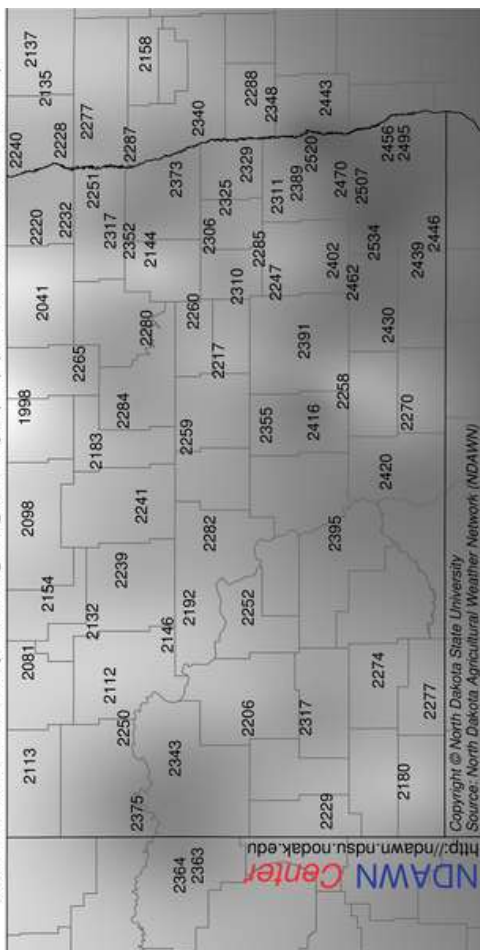 2240
2113 2081 2098 1998 2137
2154 2041 2220 2135
2232 2228
2265 2277
2132 2183 2251
2112 2317
2250 2239 2284
2352 2287
2375 2241 2280 2144 2158
2146
2343 2373
2364 2192 2259 2260
2363 2340
2282 2306
2217
2325
2310
2206 2252 2329 2288
2285
2355 2348
2247 2311
2389
2317 2391
2416 2520
2229 2443
2395 2402
2258 2470
2462
2507
2274 2534
2420 2430 2456
2180 2270 2495
2439
2277 2446
NDAWN Center
http://ndawn.ndsu.nodak.edu
Copyright © North Dakota State University
Source: North Dakota Agricultural Weather Network (NDAWN)